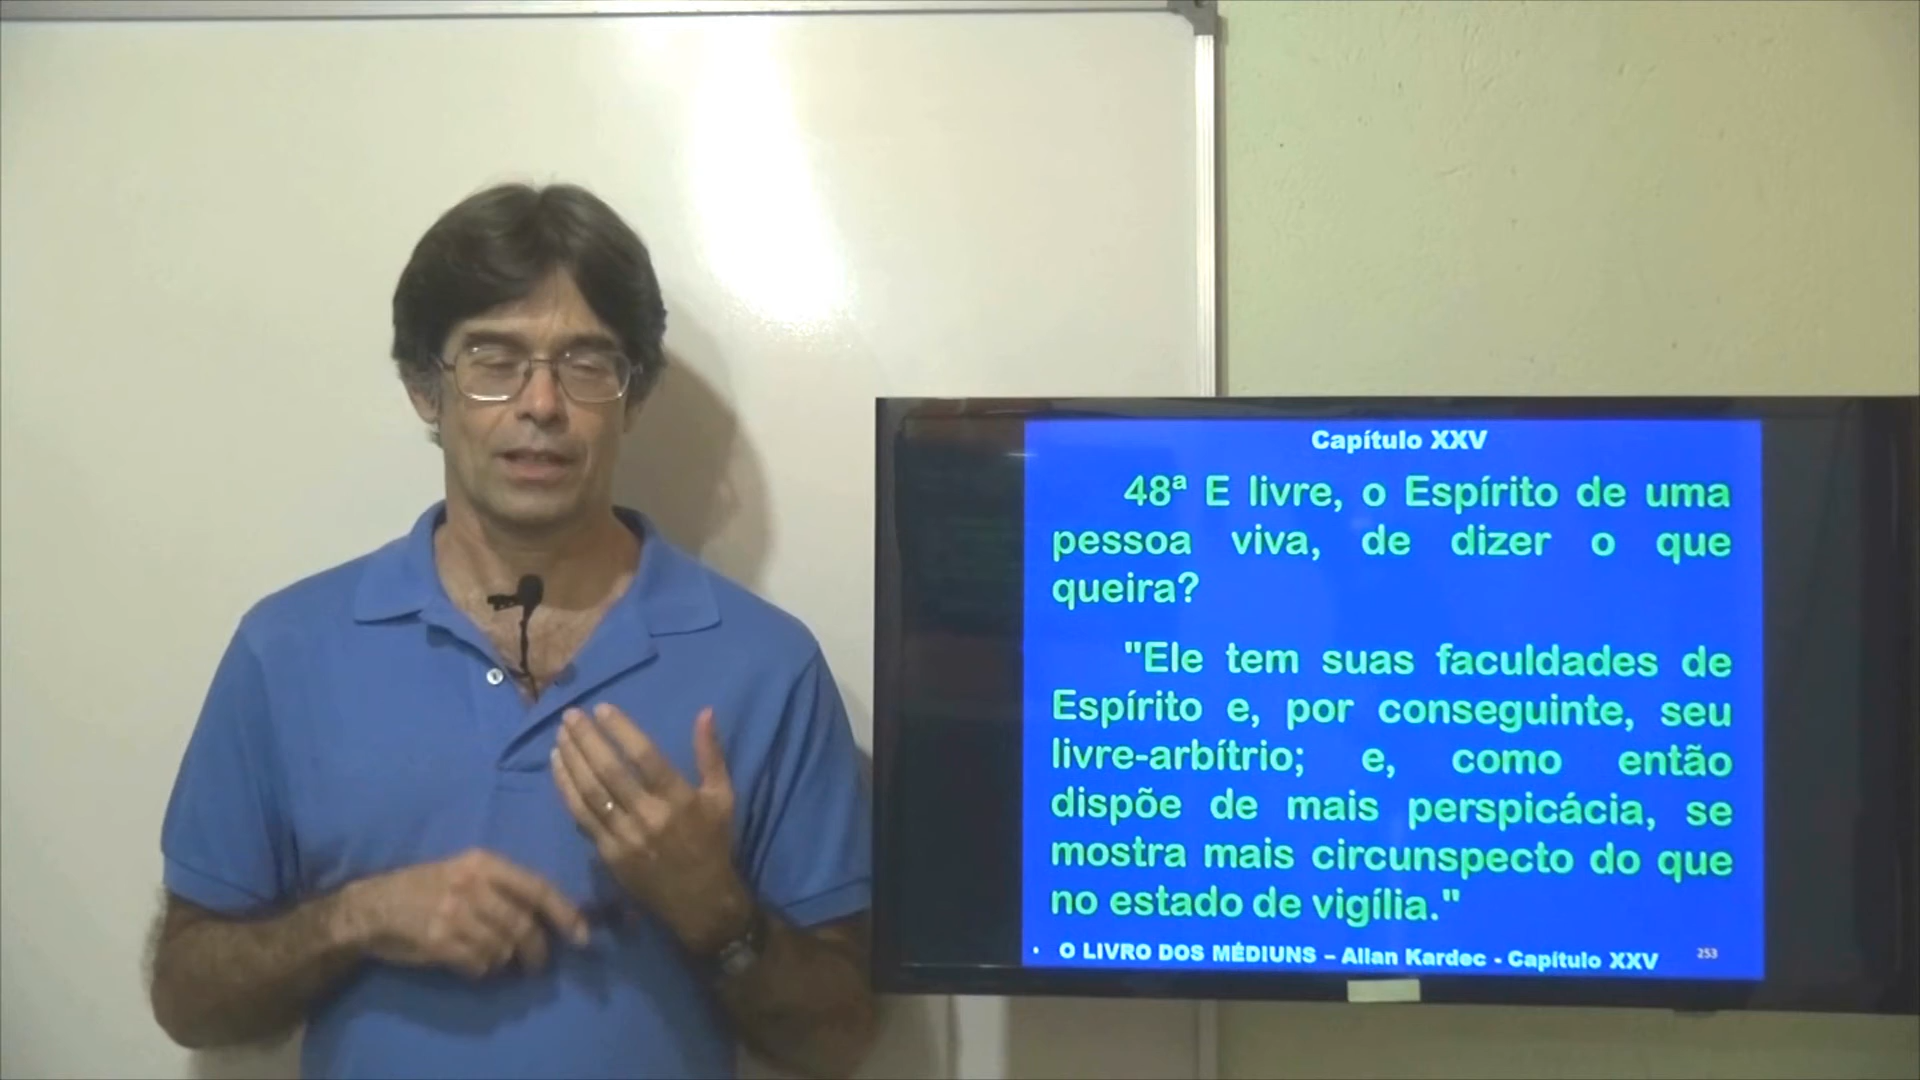 Capítulo XXV
48ª E livre, o Espírito de uma
pessoa viva, de dizer o que
queira?
"Ele tem suas faculdades de
Espírito e, por conseguinte, seu
livre-arbítrio; e, como então
dispõe de mais perspicácia, se
mostra mais circunspecto do que
no estado de vigília."
• O LIVRO DOS MÉDIUNS – Allan Kardec - Capítulo XXV 253